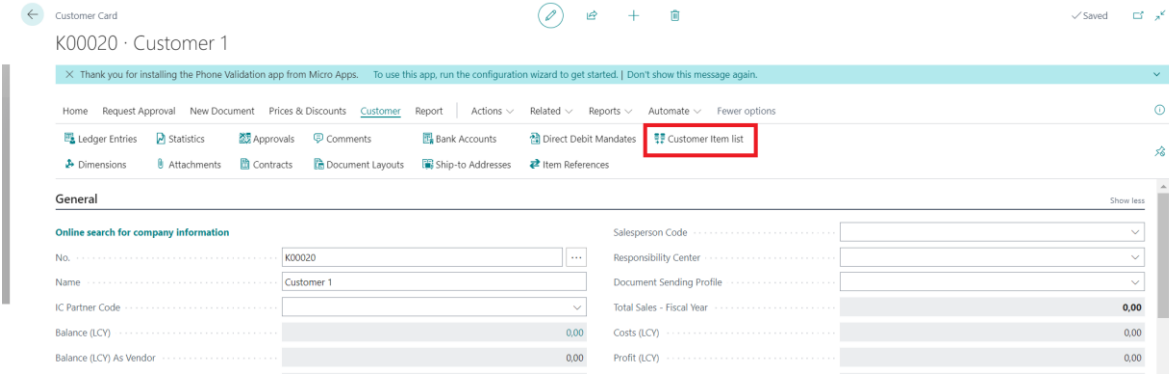 Customer Card
Saved
K00020 · Customer 1
Thank you for installing the Phone Validation app from Micro Apps. To use this app, run the configuration wizard to get started. | Don't show this message again.
Home Request Approval New Document Prices & Discounts Customer Report Actions Related Reports Automate Fewer options
Ledger Entries Statistics Approvals Comments Bank Accounts Direct Debit Mandates Customer Item list
Dimensions Attachments Contracts Document Layouts Ship-to Addresses Item References
General Show less
Online search for company information Salesperson Code
No. K00020 Responsibility Center
Name Customer 1 Document Sending Profile
IC Partner Code Total Sales - Fiscal Year 0,00
Balance (LCY) 0,00 Costs (LCY) 0,00
Balance (LCY) As Vendor 0,00 Profit (LCY) 0,00